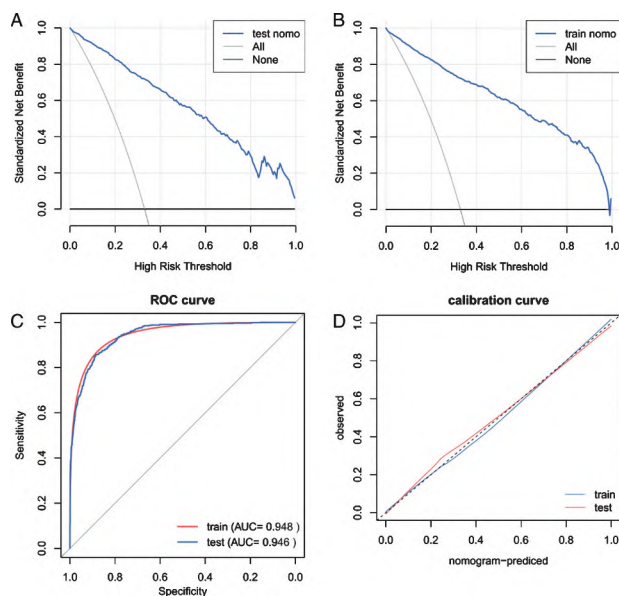 A
test nomo
All
None
Standardized Net Benefit
1.0
0.8
0.6
0.4
0.2
0.0
0.0 0.2 0.4 0.6 0.8 1.0
High Risk Threshold
B
train nomo
All
None
Standardized Net Benefit
1.0
0.8
0.6
0.4
0.2
0.0
0.0 0.2 0.4 0.6 0.8 1.0
High Risk Threshold
C
ROC curve
Sensitivity
1.0
0.8
0.6
0.4
0.2
0.0
train (AUC= 0.948 )
test (AUC= 0.946 )
1.0 0.8 0.6 0.4 0.2 0.0
Specificity
D
calibration curve
observed
1.0
0.8
0.6
0.4
0.2
0.0
train
test
0.0 0.2 0.4 0.6 0.8 1.0
nomogram-prediced